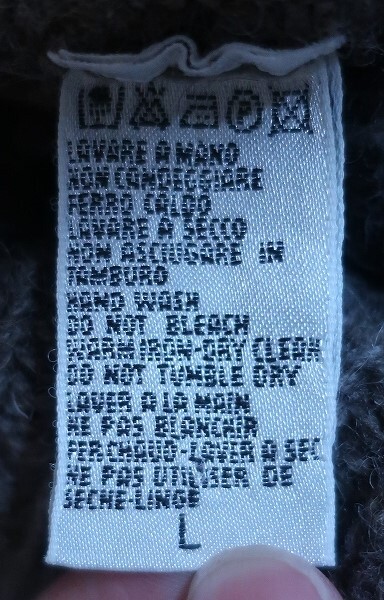 LAVARE A MANO
NON CANDEGGIARE
FERRO CALDO
LAVARE A SECCO
NON ASCIUGARE IN
TAMBURO
HAND WASH
DO NOT BLEACH
WARM IRON-DRY CLEAN
DO NOT TUMBLE DRY
LAVER A LA MAIN
NE PAS BLANCHIR
FER CHAUD-LAVER A SEC
NE PAS UTILISER DE
SECHE-LINGE
L